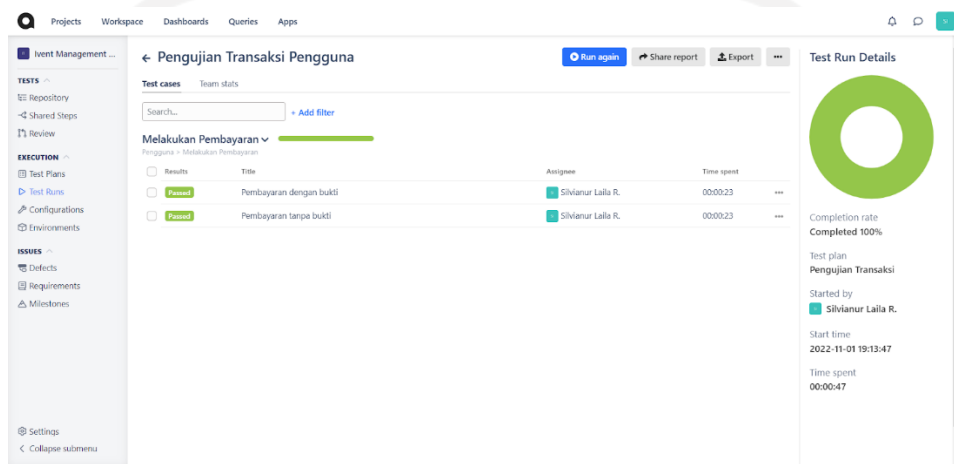 Projects Workspace Dashboards Queries Apps
Ivent Management ...
TESTS
Repository
Shared Steps
Review
EXECUTION
Test Plans
Test Runs
Configurations
Environments
ISSUES
Defects
Requirements
Milestones
Settings
Collapse submenu
← Pengujian Transaksi Pengguna
Run again Share report Export ...
Test cases Team stats
Search... + Add filter
Melakukan Pembayaran
Pengguna > Melakukan Pembayaran
Results Title Assignee Time spent
Passed Pembayaran dengan bukti Silvianur Laila R. 00:00:23 ...
Passed Pembayaran tanpa bukti Silvianur Laila R. 00:00:23 ...
Test Run Details
Completion rate
Completed 100%
Test plan
Pengujian Transaksi
Started by
Silvianur Laila R.
Start time
2022-11-01 19:13:47
Time spent
00:00:47